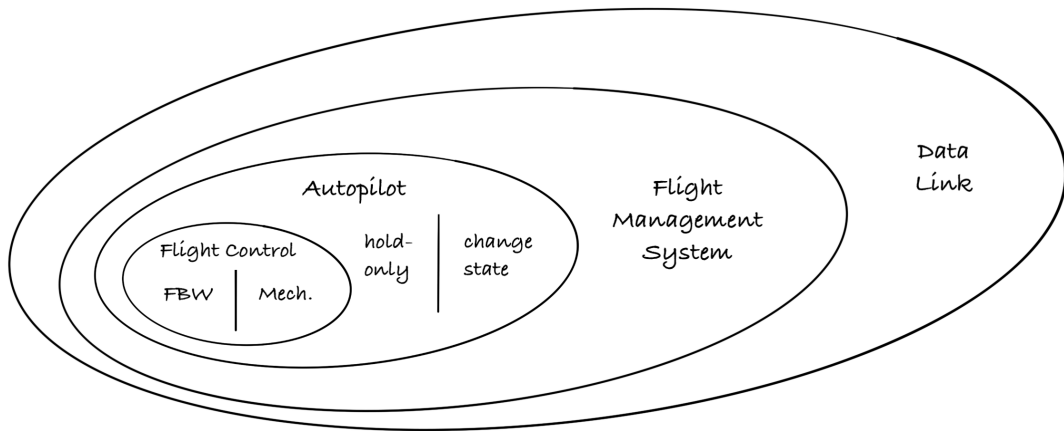 Data
Link
Flight
Management
System
Autopilot
hold-
only
change
state
Flight Control
FBW
Mech.